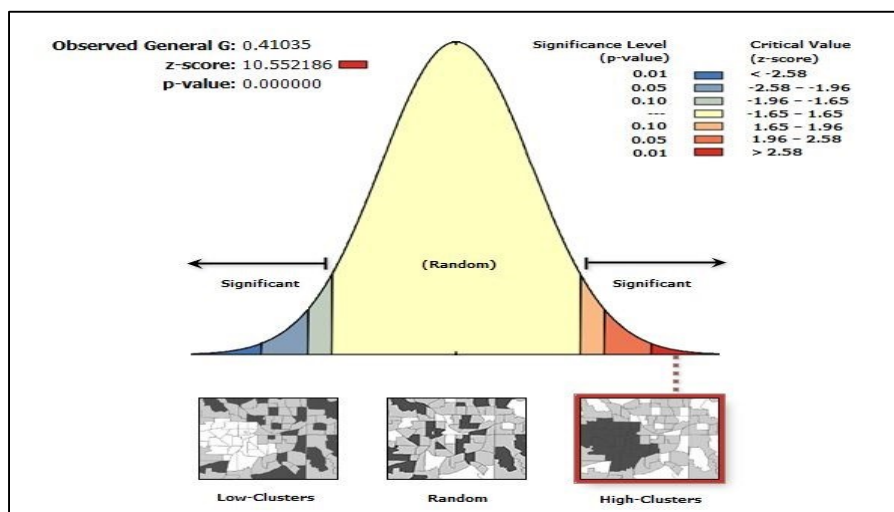 Observed General G: 0.41035
z-score: 10.552186
p-value: 0.000000
Significance Level
(p-value)
Critical Value
(z-score)
0.01 < -2.58
0.05 -2.58 – -1.96
0.10 -1.96 – -1.65
--- -1.65 – 1.65
0.10 1.65 – 1.96
0.05 1.96 – 2.58
0.01 > 2.58
Significant
(Random)
Significant
Low-Clusters
Random
High-Clusters